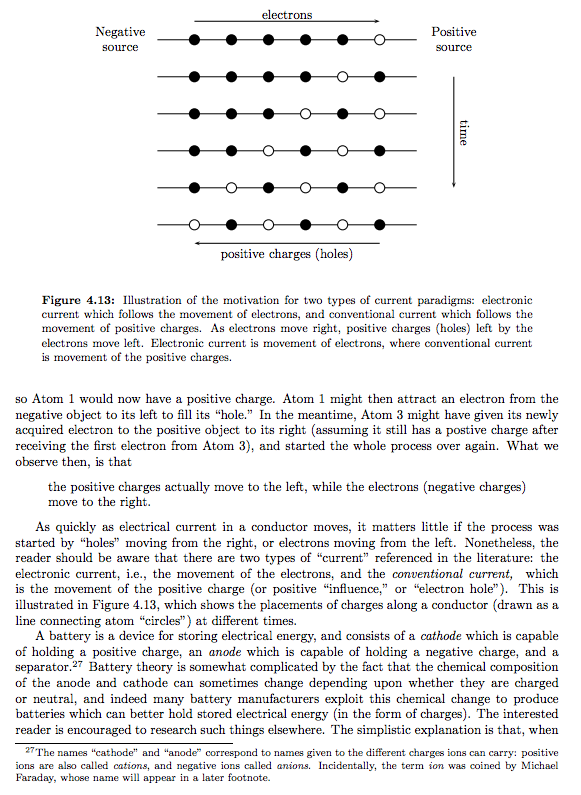 electrons
Negative
source
Positive
source
time
positive charges (holes)
Figure 4.13: Illustration of the motivation for two types of current paradigms: electronic
current which follows the movement of electrons, and conventional current which follows the
movement of positive charges. As electrons move right, positive charges (holes) left by the
electrons move left. Electronic current is movement of electrons, where conventional current
is movement of the positive charges.
so Atom 1 would now have a positive charge. Atom 1 might then attract an electron from the
negative object to its left to fill its “hole.” In the meantime, Atom 3 might have given its newly
acquired electron to the positive object to its right (assuming it still has a postive charge after
receiving the first electron from Atom 3), and started the whole process over again. What we
observe then, is that
the positive charges actually move to the left, while the electrons (negative charges)
move to the right.
As quickly as electrical current in a conductor moves, it matters little if the process was
started by “holes” moving from the right, or electrons moving from the left. Nonetheless, the
reader should be aware that there are two types of “current” referenced in the literature: the
electronic current, i.e., the movement of the electrons, and the conventional current, which
is the movement of the positive charge (or positive “influence,” or “electron hole”). This is
illustrated in Figure 4.13, which shows the placements of charges along a conductor (drawn as a
line connecting atom “circles”) at different times.
A battery is a device for storing electrical energy, and consists of a cathode which is capable
of holding a positive charge, an anode which is capable of holding a negative charge, and a
separator.27 Battery theory is somewhat complicated by the fact that the chemical composition
of the anode and cathode can sometimes change depending upon whether they are charged
or neutral, and indeed many battery manufacturers exploit this chemical change to produce
batteries which can better hold stored electrical energy (in the form of charges). The interested
reader is encouraged to research such things elsewhere. The simplistic explanation is that, when
27The names “cathode” and “anode” correspond to names given to the different charges ions can carry: positive
ions are also called cations, and negative ions called anions. Incidentally, the term ion was coined by Michael
Faraday, whose name will appear in a later footnote.